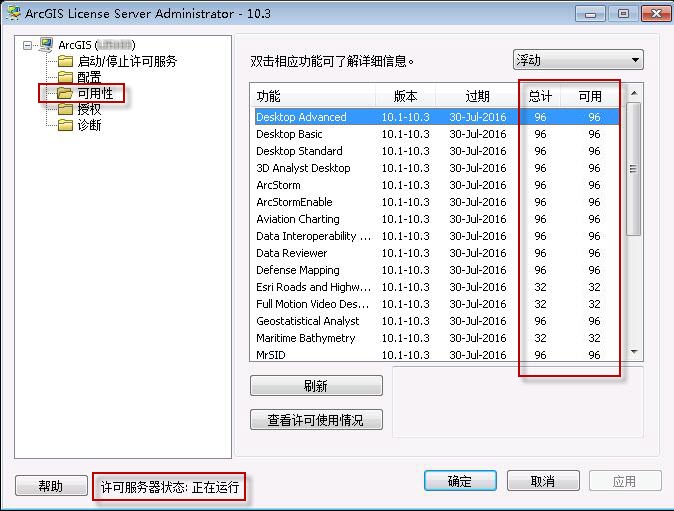 ArcGIS License Server Administrator - 10.3
ArcGIS (
启动/停止许可服务
配置
可用性
授权
诊断
双击相应功能可了解详细信息。 浮动
功能 版本 过期 总计 可用
Desktop Advanced 10.1-10.3 30-Jul-2016 96 96
Desktop Basic 10.1-10.3 30-Jul-2016 96 96
Desktop Standard 10.1-10.3 30-Jul-2016 96 96
3D Analyst Desktop 10.1-10.3 30-Jul-2016 96 96
ArcStorm 10.1-10.3 30-Jul-2016 96 96
ArcStormEnable 10.1-10.3 30-Jul-2016 96 96
Aviation Charting 10.1-10.3 30-Jul-2016 96 96
Data Interoperability ... 10.1-10.3 30-Jul-2016 96 96
Data Reviewer 10.1-10.3 30-Jul-2016 96 96
Defense Mapping 10.1-10.3 30-Jul-2016 96 96
Esri Roads and Highw... 10.1-10.3 30-Jul-2016 32 32
Full Motion Video Des... 10.1-10.3 30-Jul-2016 32 32
Geostatistical Analyst 10.1-10.3 30-Jul-2016 96 96
Maritime Bathymetry 10.1-10.3 30-Jul-2016 32 32
MrSID 10.1-10.3 30-Jul-2016 96 96
刷新
查看许可使用情况
帮助 许可服务器状态: 正在运行 确定 取消 应用